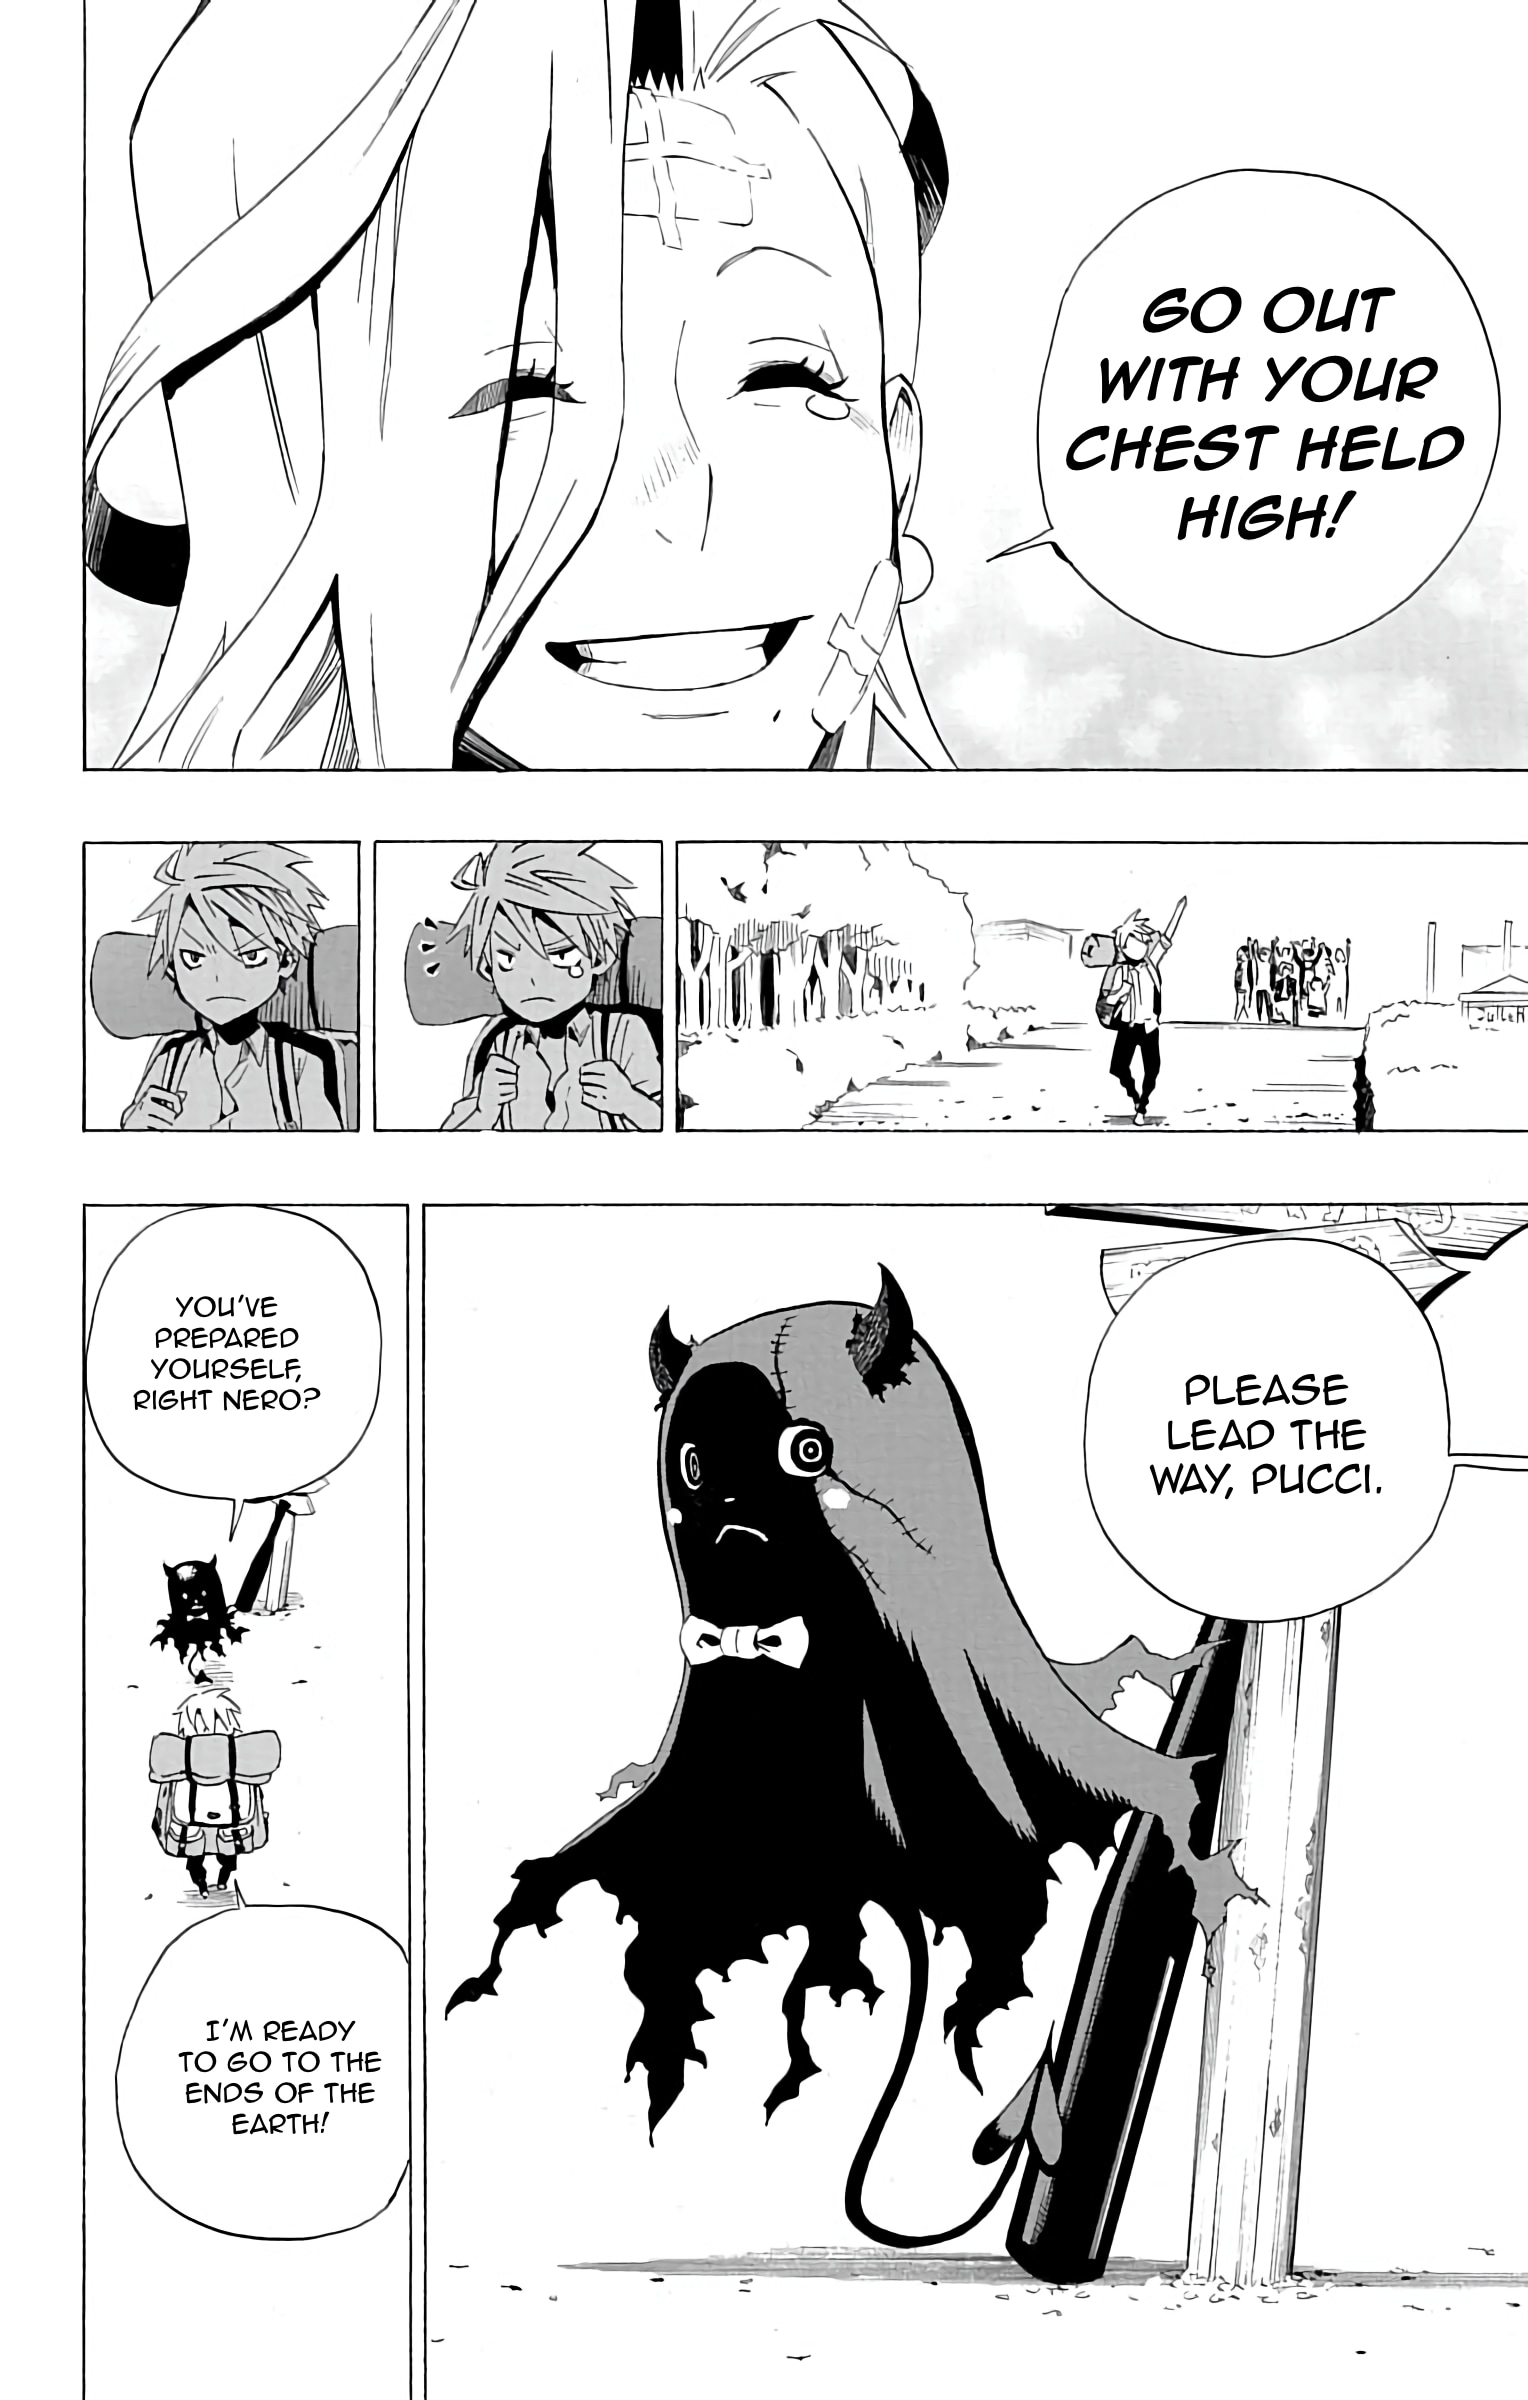 GO OUT
WITH YOUR
CHEST HELD
HIGH!
PLEASE
LEAD THE
WAY, PUCCI.
YOU'VE
PREPARED
YOURSELF,
RIGHT NERO?
I'M READY
TO GO TO THE
ENDS OF THE
EARTH!